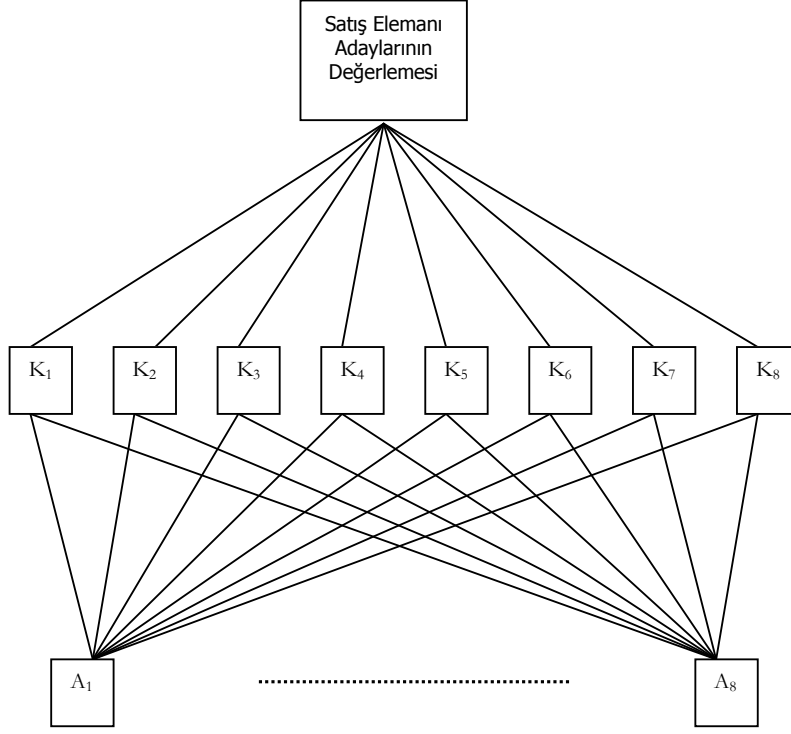 Satış Elemanı
Adaylarının
Değerlemesi
K₁ K₂ K₃ K₄ K₅ K₆ K₇ K₈
A₁ A₈